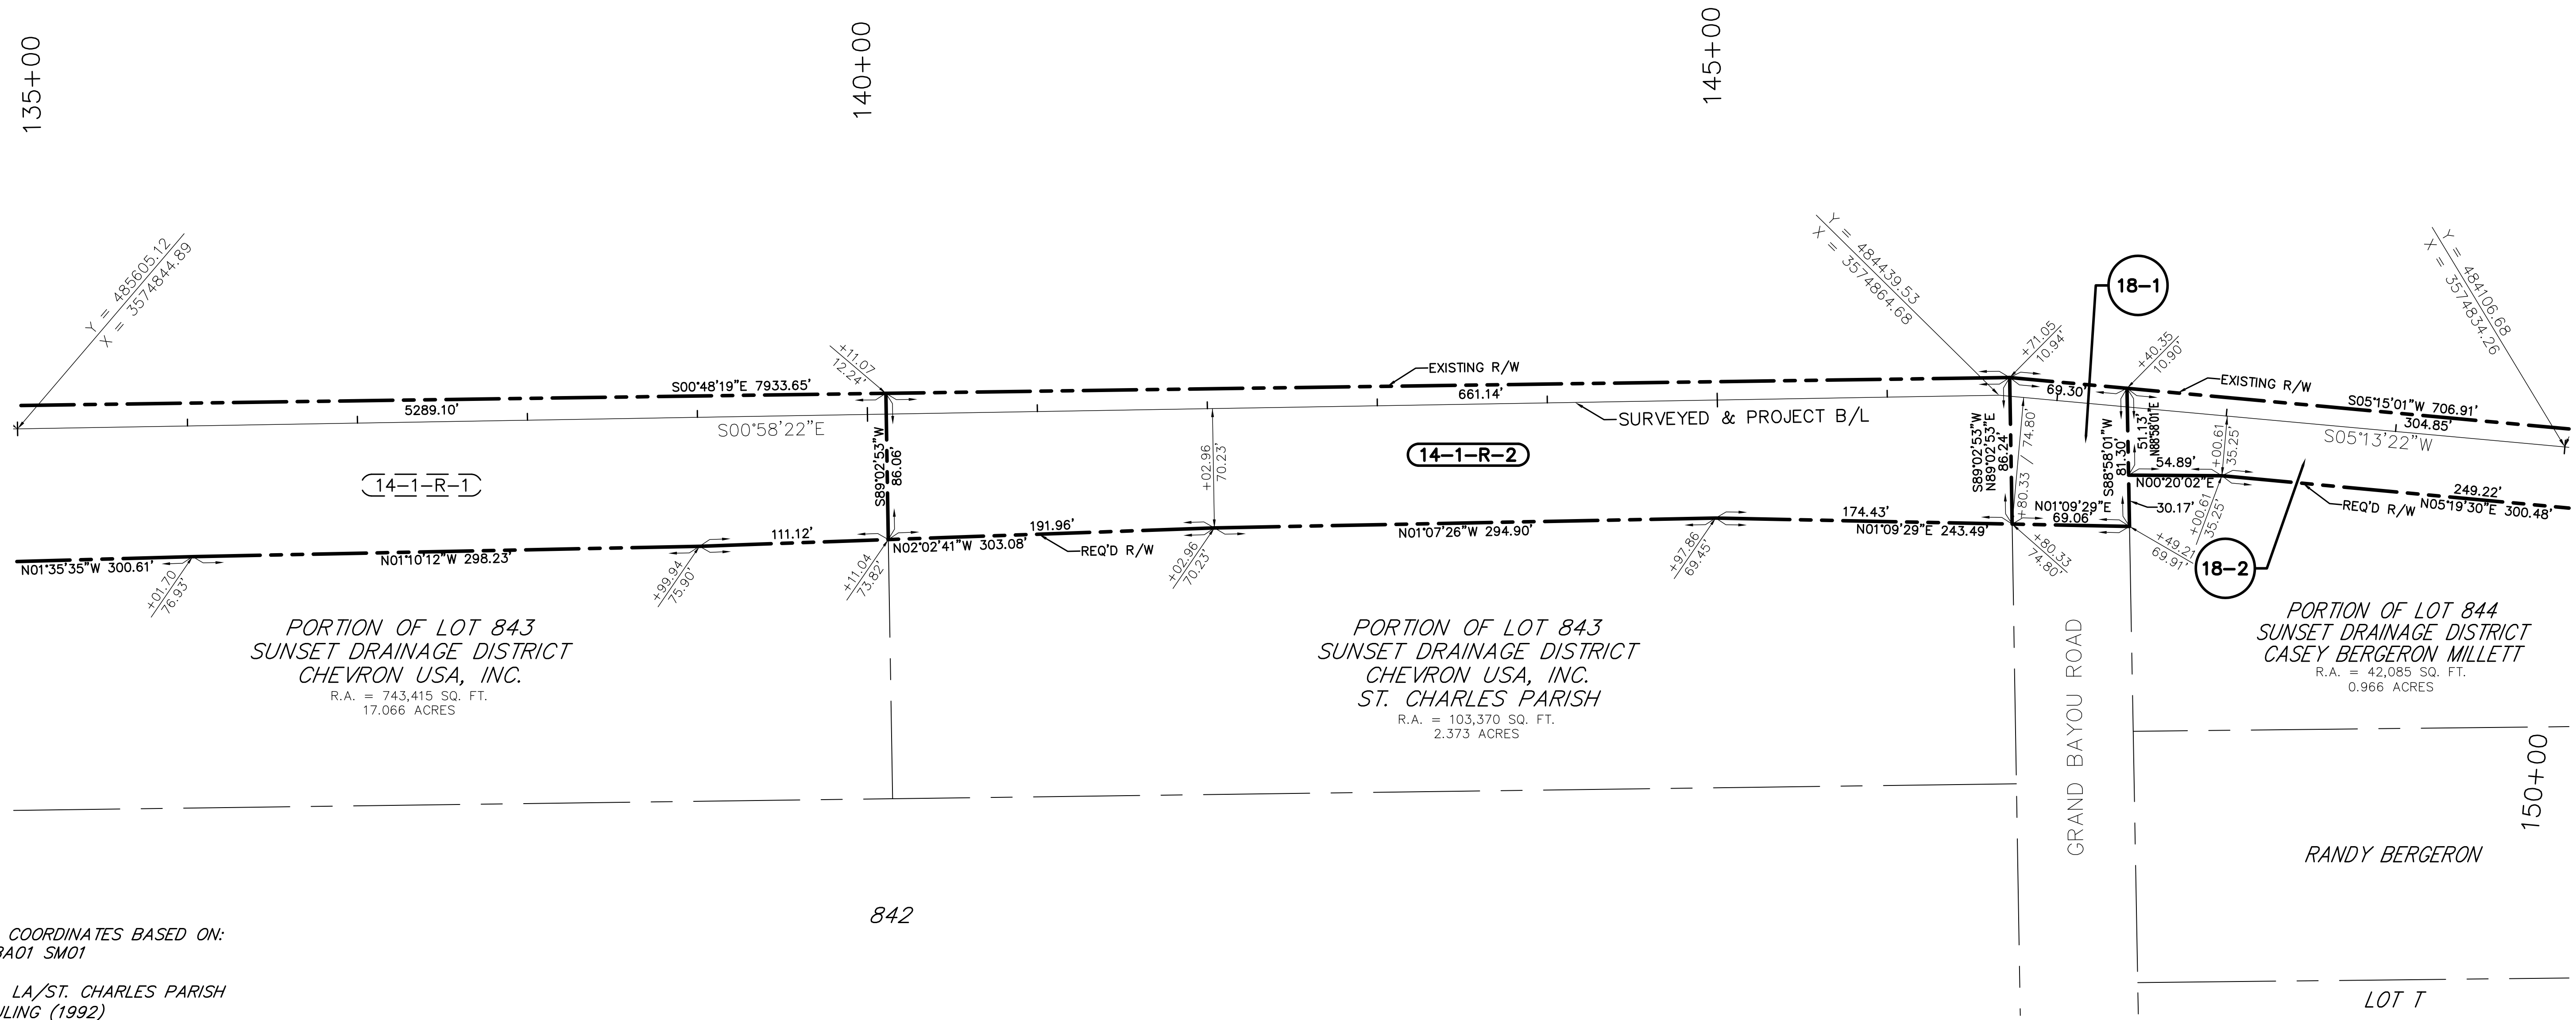 135+00
140+00
145+00
Y = 485605.12
X = 3574844.89
Y = 484439.53
X = 3574864.68
Y = 484106.68
X = 3574834.26
18-1
+11.07
12.24'
+71.05
10.94'
+40.35
10.90'
S00°48'19"E 7933.65'
EXISTING R/W
EXISTING R/W
5289.10'
661.14'
69.30'
S05°15'01"W 706.91'
304.85'
S00°58'22"E
SURVEYED & PROJECT B/L
S05°13'22"W
14-1-R-1
14-1-R-2
S89°02'53"W
86.06'
+02.96
70.23'
S89°02'53"W
N89°02'53"E
86.24'
+80.33 / 74.80'
S88°58'01"W
81.30'
51.13'
N88°58'01"E
+00.61
35.25'
54.89'
N00°20'02"E
30.17'
249.22'
N05°19'30"E 300.48'
REQ'D R/W
+00.61
35.25'
N01°35'35"W 300.61'
N01°10'12"W 298.23'
111.12'
N02°02'41"W 303.08'
191.96'
REQ'D R/W
N01°07'26"W 294.90'
174.43'
N01°09'29"E 243.49'
N01°09'29"E
69.06'
+01.70
76.93'
+99.94
75.90'
+11.04
73.82'
+02.96
70.23'
+97.86
69.45'
+80.33
74.80'
+49.21
69.91'
18-2
PORTION OF LOT 843
SUNSET DRAINAGE DISTRICT
CHEVRON USA, INC.
R.A. = 743,415 SQ. FT.
17.066 ACRES
PORTION OF LOT 843
SUNSET DRAINAGE DISTRICT
CHEVRON USA, INC.
ST. CHARLES PARISH
R.A. = 103,370 SQ. FT.
2.373 ACRES
GRAND BAYOU ROAD
PORTION OF LOT 844
SUNSET DRAINAGE DISTRICT
CASEY BERGERON MILLETT
R.A. = 42,085 SQ. FT.
0.966 ACRES
150+00
RANDY BERGERON
842
COORDINATES BASED ON:
BA01 SM01
LA/ST. CHARLES PARISH
ULING (1992)
LOT T